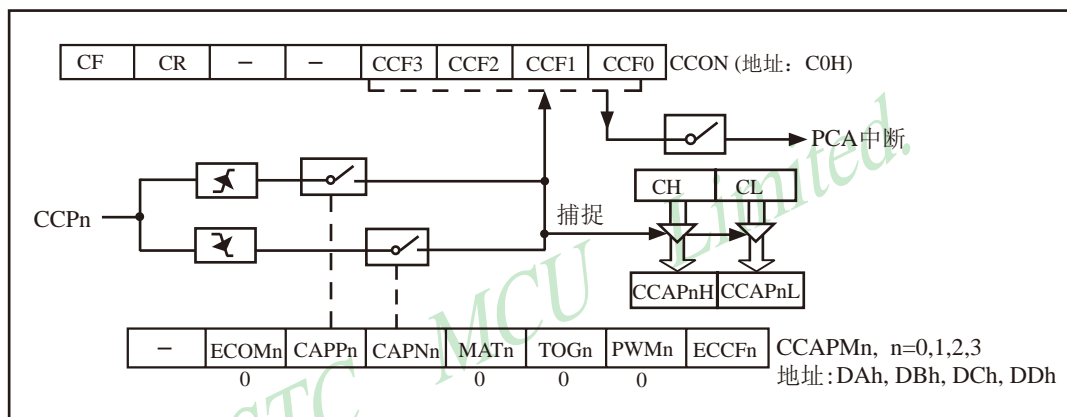 CF CR – – CCF3 CCF2 CCF1 CCF0 CCON (地址：C0H)
PCA中断
CH CL
CCPn
捕捉
CCAPnH CCAPnL
– ECOMn CAPPn CAPNn MATn TOGn PWMn ECCFn CCAPMn, n=0,1,2,3
0 0 0 0 地址:DAh, DBh, DCh, DDh
STC MCU Limited.